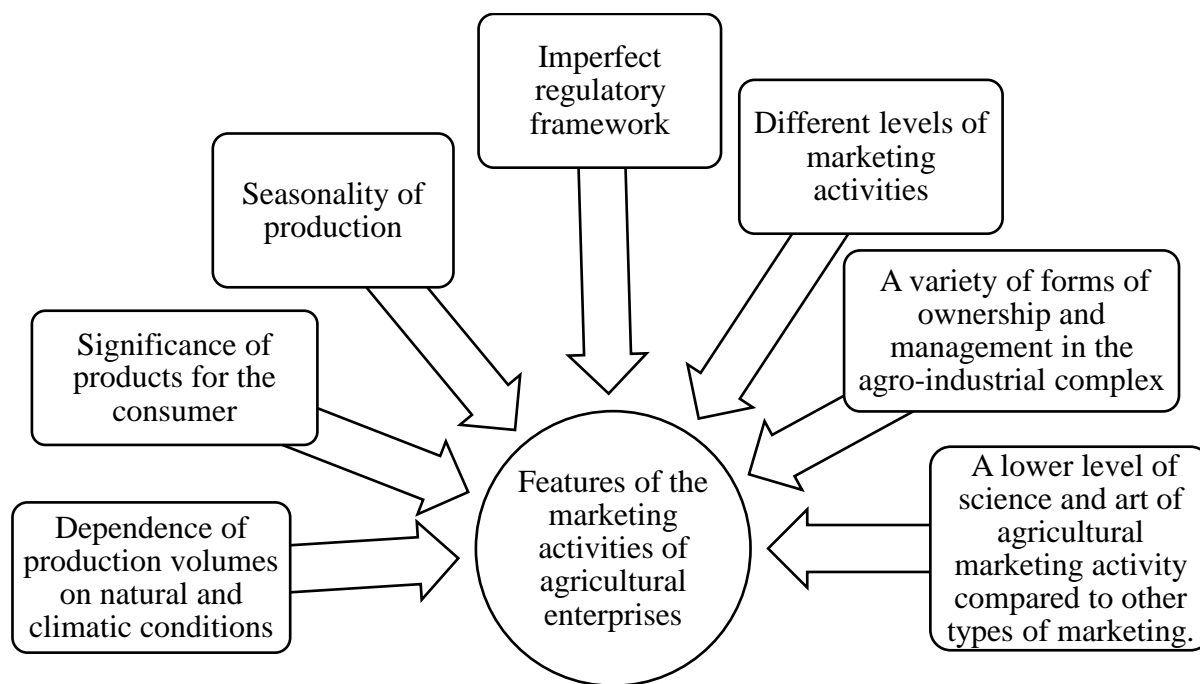 Imperfect
regulatory
framework
Different levels of
marketing
activities
Seasonality of
production
A variety of forms of
ownership and
management in the
agro-industrial complex
Significance of
products for the
consumer
A lower level of
science and art of
agricultural
marketing activity
compared to other
types of marketing.
Features of the
marketing
activities of
agricultural
enterprises
Dependence of
production volumes
on natural and
climatic conditions